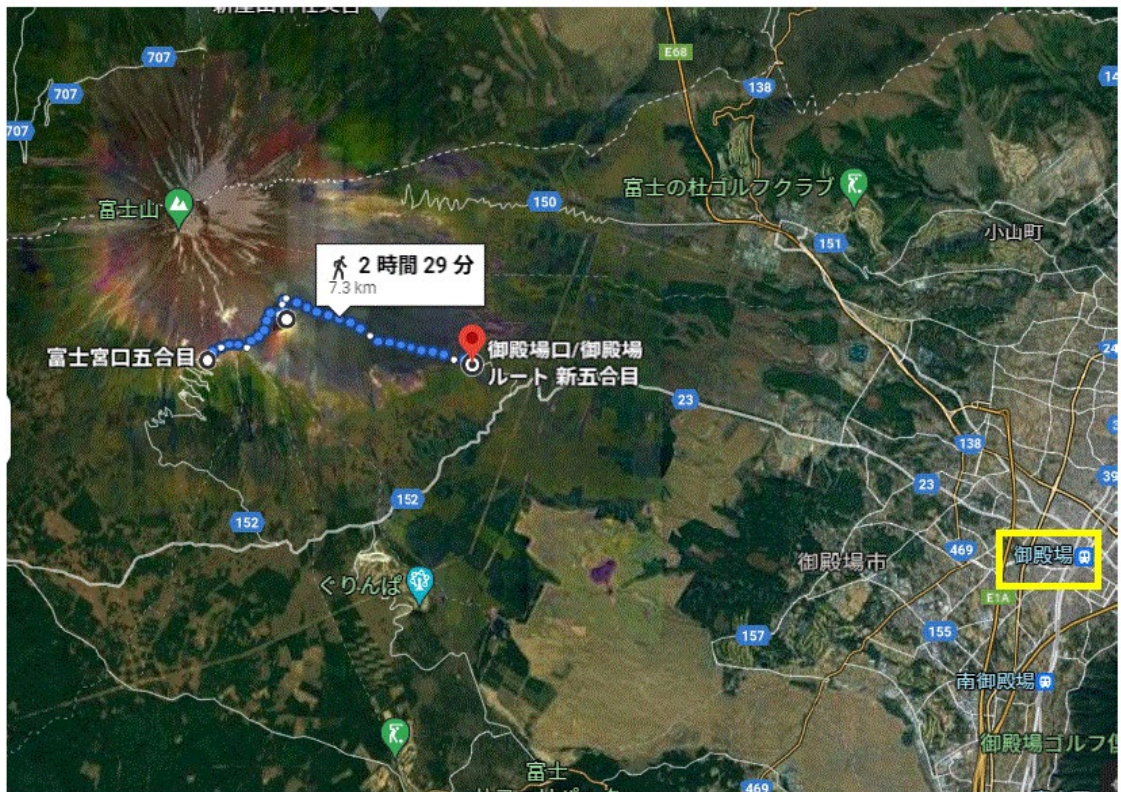 707
E68
138
14
707
707
富士の杜ゴルフクラブ
富士山
150
小山町
151
2 時間 29 分
7.3 km
富士宮口五合目
御殿場口/御殿場
ルート 新五合目
24
23
138
39
23
152
152
469
御殿場
御殿場市
ぐりんぱ
E1A
155
157
南御殿場
御殿場ゴルフ
富士
469